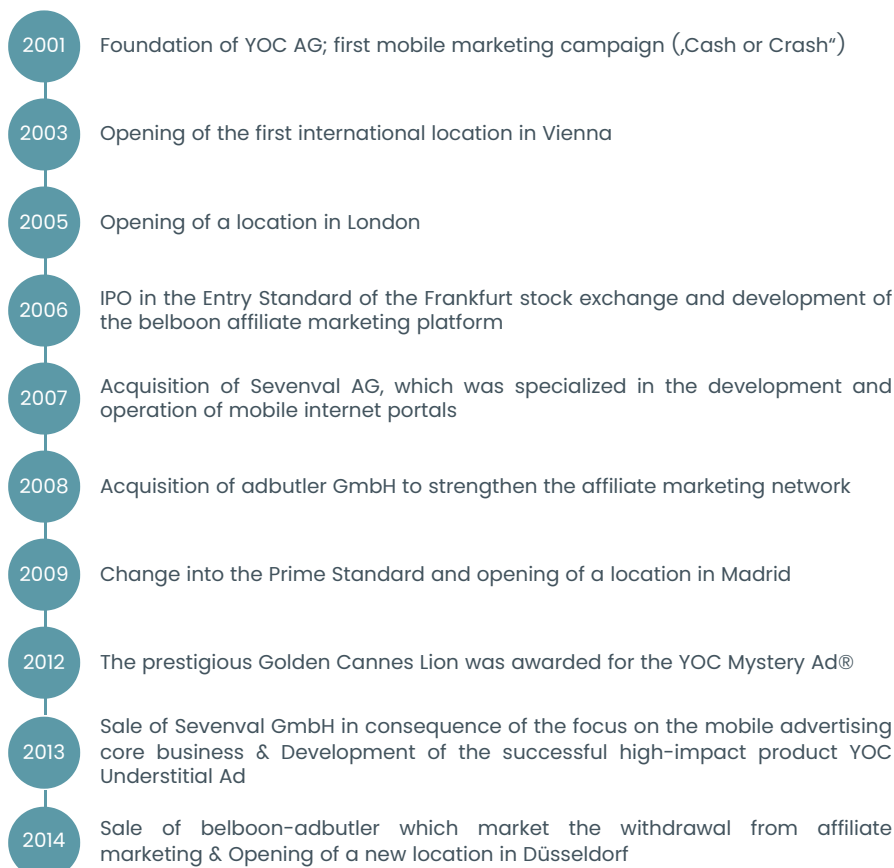 2001
Foundation of YOC AG; first mobile marketing campaign (‚Cash or Crash“)
2003
Opening of the first international location in Vienna
2005
Opening of a location in London
2006
IPO in the Entry Standard of the Frankfurt stock exchange and development of
the belboon affiliate marketing platform
2007
Acquisition of Sevenval AG, which was specialized in the development and
operation of mobile internet portals
2008
Acquisition of adbutler GmbH to strengthen the affiliate marketing network
2009
Change into the Prime Standard and opening of a location in Madrid
2012
The prestigious Golden Cannes Lion was awarded for the YOC Mystery Ad®
2013
Sale of Sevenval GmbH in consequence of the focus on the mobile advertising
core business & Development of the successful high-impact product YOC
Understitial Ad
2014
Sale of belboon-adbutler which market the withdrawal from affiliate
marketing & Opening of a new location in Düsseldorf